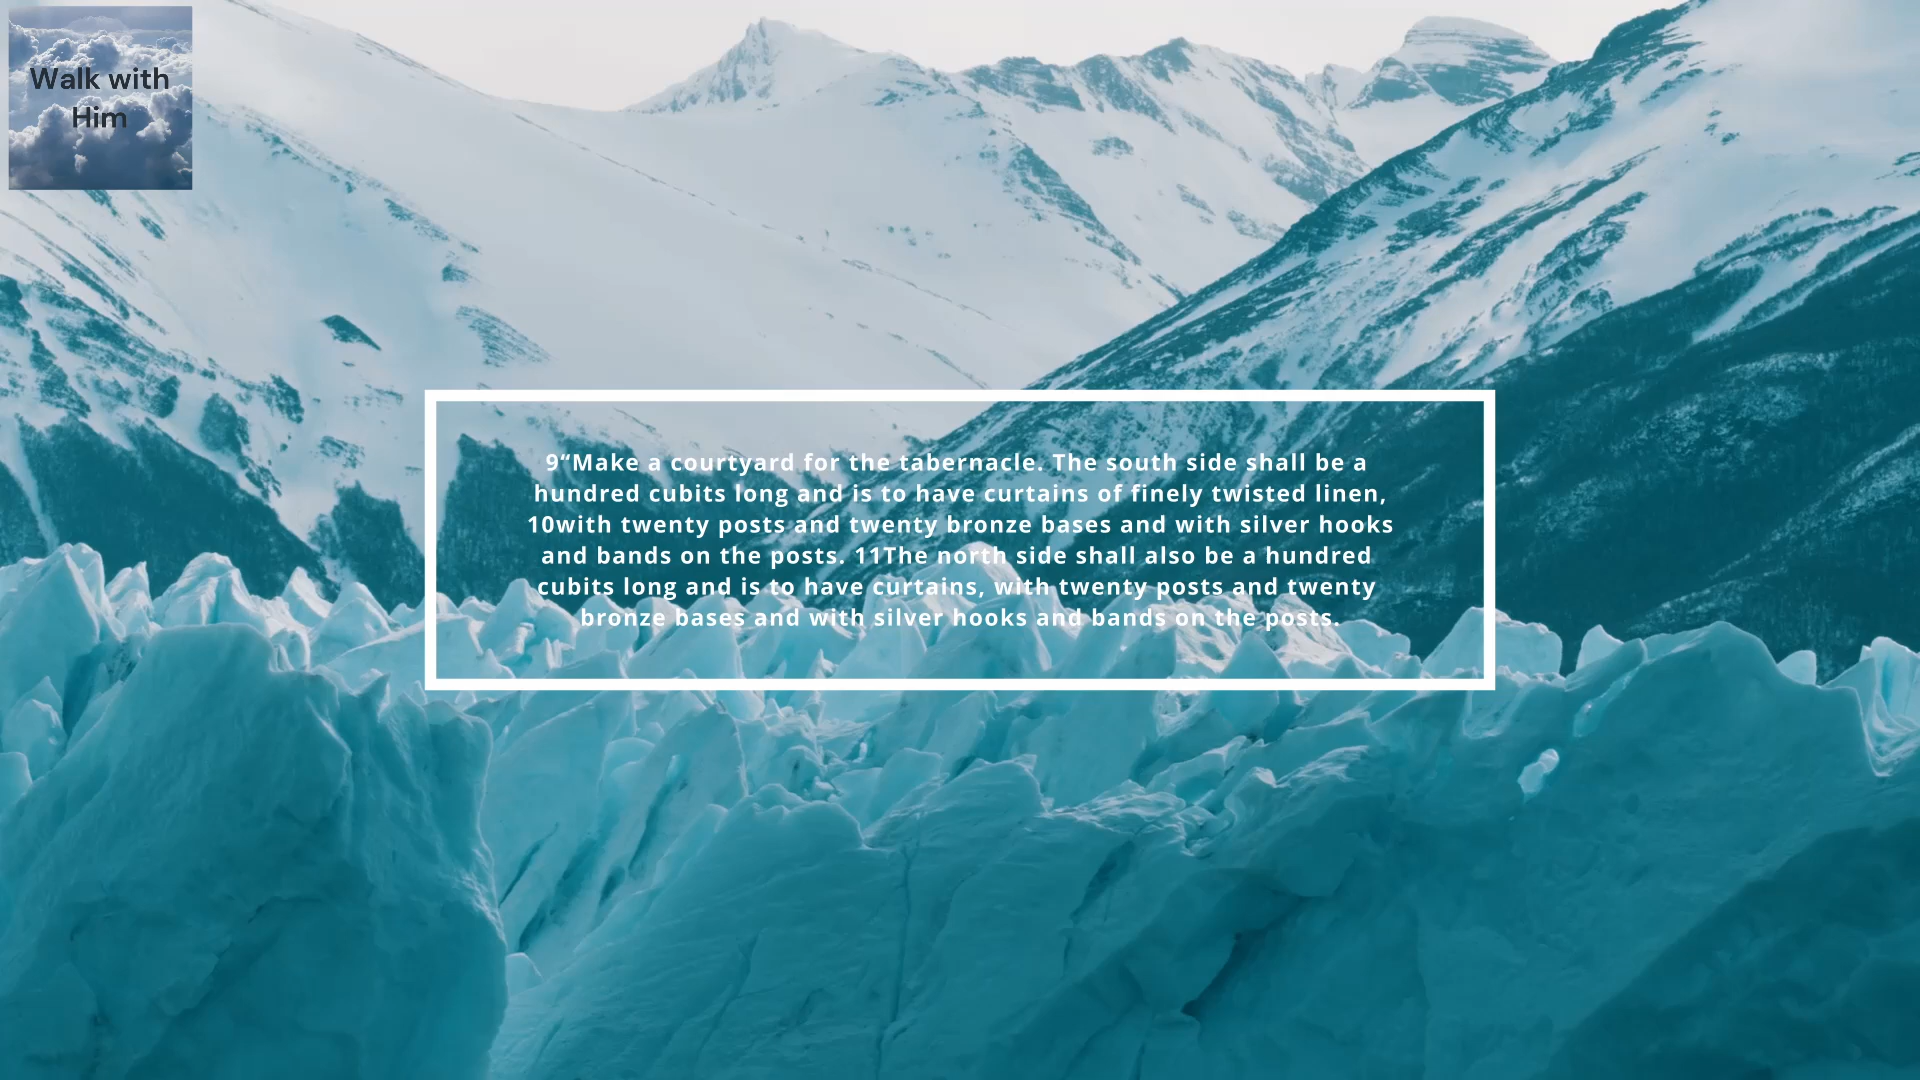 Walk with
Him
9“Make a courtyard for the tabernacle. The south side shall be a
hundred cubits long and is to have curtains of finely twisted linen,
10with twenty posts and twenty bronze bases and with silver hooks
and bands on the posts. 11The north side shall also be a hundred
cubits long and is to have curtains, with twenty posts and twenty
bronze bases and with silver hooks and bands on the posts.